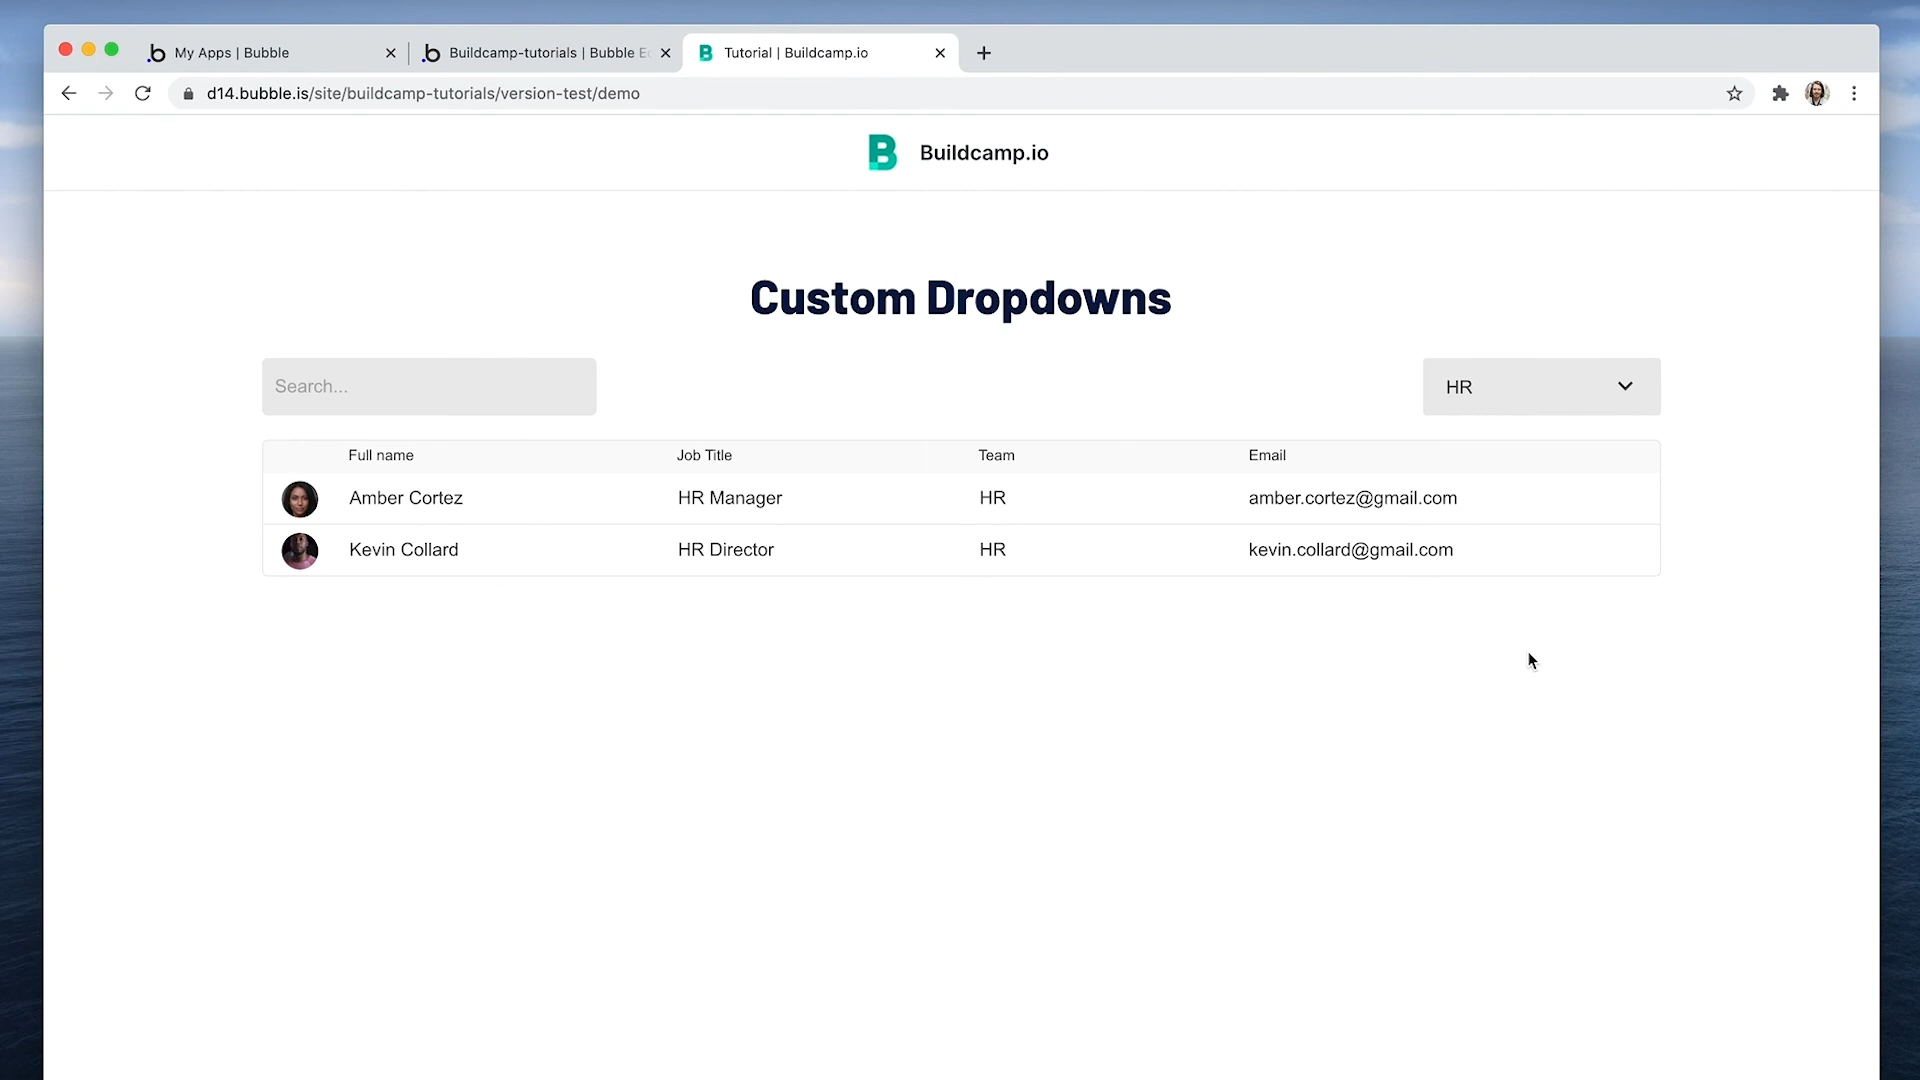 My Apps | Bubble
Buildcamp-tutorials | Bubble E
Tutorial | Buildcamp.io
d14.bubble.is/site/buildcamp-tutorials/version-test/demo
B Buildcamp.io
Custom Dropdowns
Search...
HR
Full name Job Title Team Email
Amber Cortez HR Manager HR amber.cortez@gmail.com
Kevin Collard HR Director HR kevin.collard@gmail.com